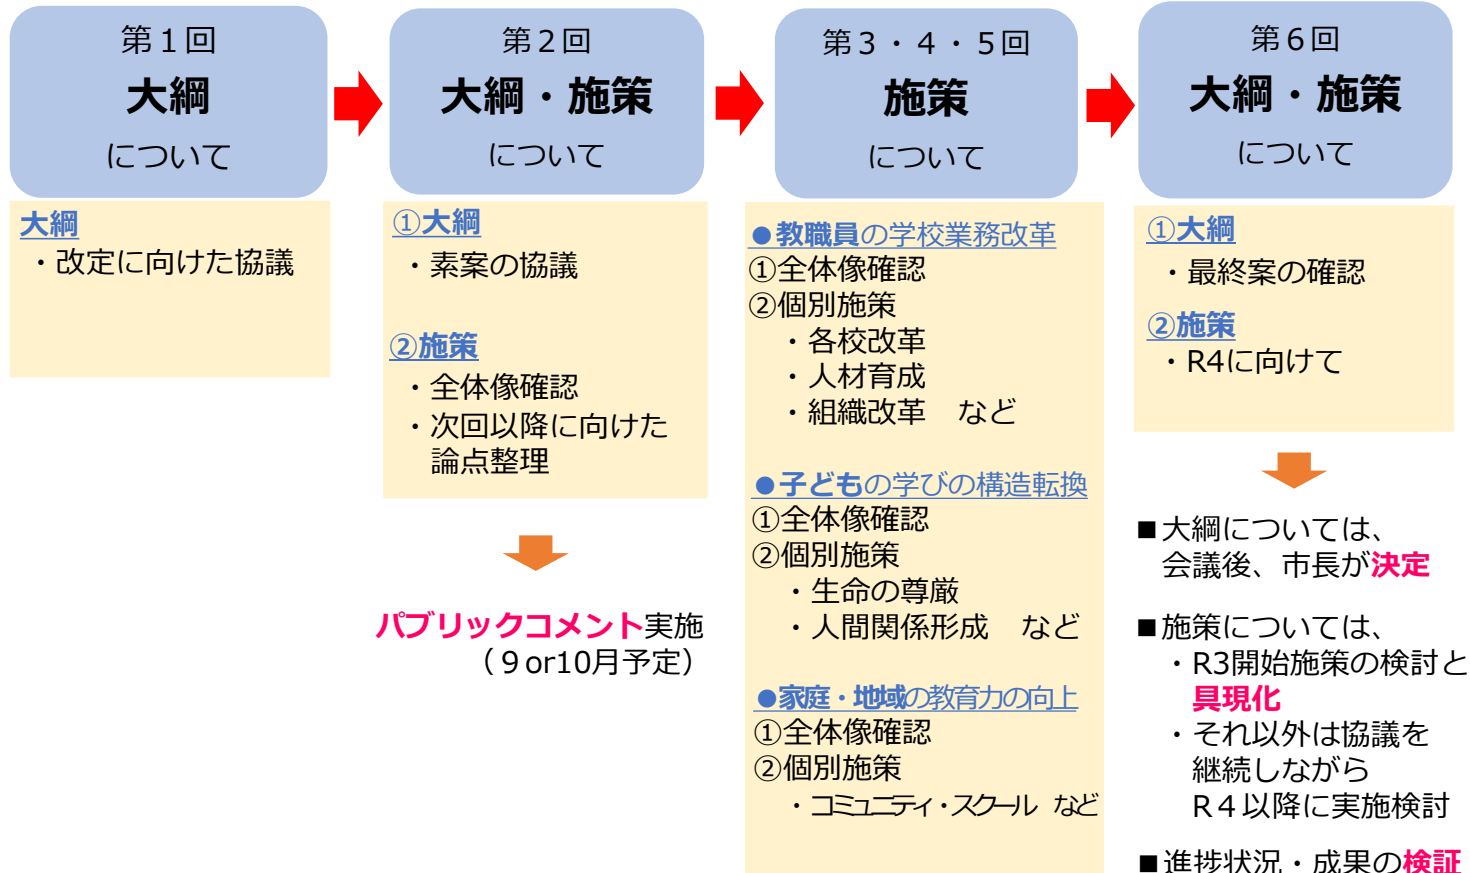 第１回
大綱
について
大綱
・改定に向けた協議
第２回
大綱・施策
について
①大綱
・素案の協議
②施策
・全体像確認
・次回以降に向けた
論点整理
パブリックコメント実施
（９or10月予定）
第３・４・５回
施策
について
●教職員の学校業務改革
①全体像確認
②個別施策
・各校改革
・人材育成
・組織改革　など
●子どもの学びの構造転換
①全体像確認
②個別施策
・生命の尊厳
・人間関係形成　など
●家庭・地域の教育力の向上
①全体像確認
②個別施策
・コミュニティ・スクール　など
第６回
大綱・施策
について
①大綱
・最終案の確認
②施策
・R4に向けて
■大綱については、
会議後、市長が決定
■施策については、
・R3開始施策の検討と
具現化
・それ以外は協議を
継続しながら
R４以降に実施検討
■進捗状況・成果の検証